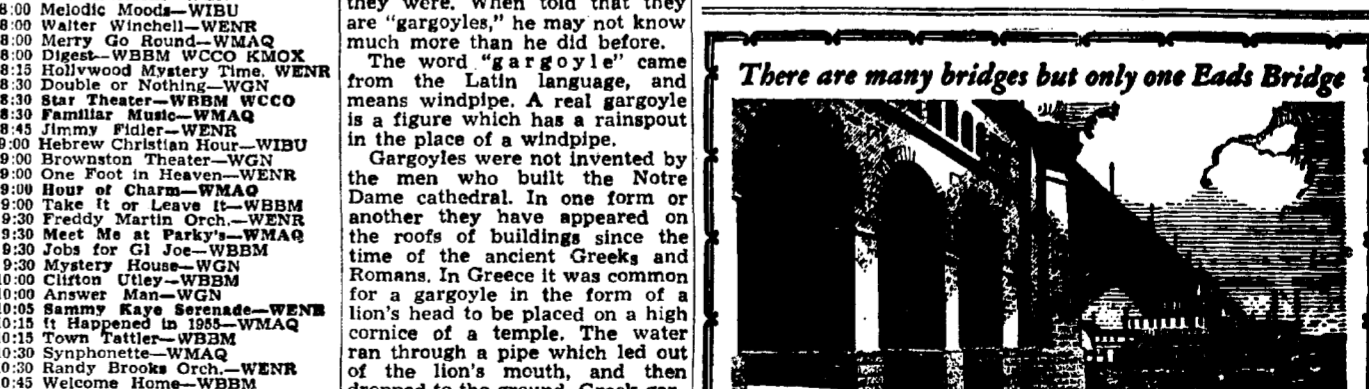 8:00 Melodic Moods—WIBU
8:00 Walter Winchell—WENR
8:00 Merry Go Round—WMAQ
8:00 Digest—WBBM WCCO KMOX
8:15 Hollywood Mystery Time, WENR
8:30 Double or Nothing—WGN
8:30 Star Theater—WBBM WCCO
8:30 Familiar Music—WMAQ
8:45 Jimmy Fidler—WENR
9:00 Hebrew Christian Hour—WIBU
9:00 Brownston Theater—WGN
9:00 One Foot in Heaven—WENR
9:00 Hour of Charm—WMAQ
9:00 Take It or Leave It—WBBM
9:30 Freddy Martin Orch.—WENR
9:30 Meet Me at Parky's—WMAQ
9:30 Jobs for GI Joe—WBBM
9:30 Mystery House—WGN
10:00 Clifton Utley—WBBM
10:00 Answer Man—WGN
10:05 Sammy Kaye Serenade—WENR
10:15 It Happened in 1955—WMAQ
10:15 Town Tattler—WBBM
10:30 Synphonette—WMAQ
10:30 Randy Brooks Orch.—WENR
10:45 Welcome Home—WBBM
they were. When told that they
are "gargoyles," he may not know
much more than he did before.
The word "gargoyle" came
from the Latin language, and
means windpipe. A real gargoyle
is a figure which has a rainspout
in the place of a windpipe.
Gargoyles were not invented by
the men who built the Notre
Dame cathedral. In one form or
another they have appeared on
the roofs of buildings since the
time of the ancient Greeks and
Romans. In Greece it was common
for a gargoyle in the form of a
lion's head to be placed on a high
cornice of a temple. The water
ran through a pipe which led out
of the lion's mouth, and then
dropped to the ground. Greek gar-
There are many bridges but only one Eads Bridge